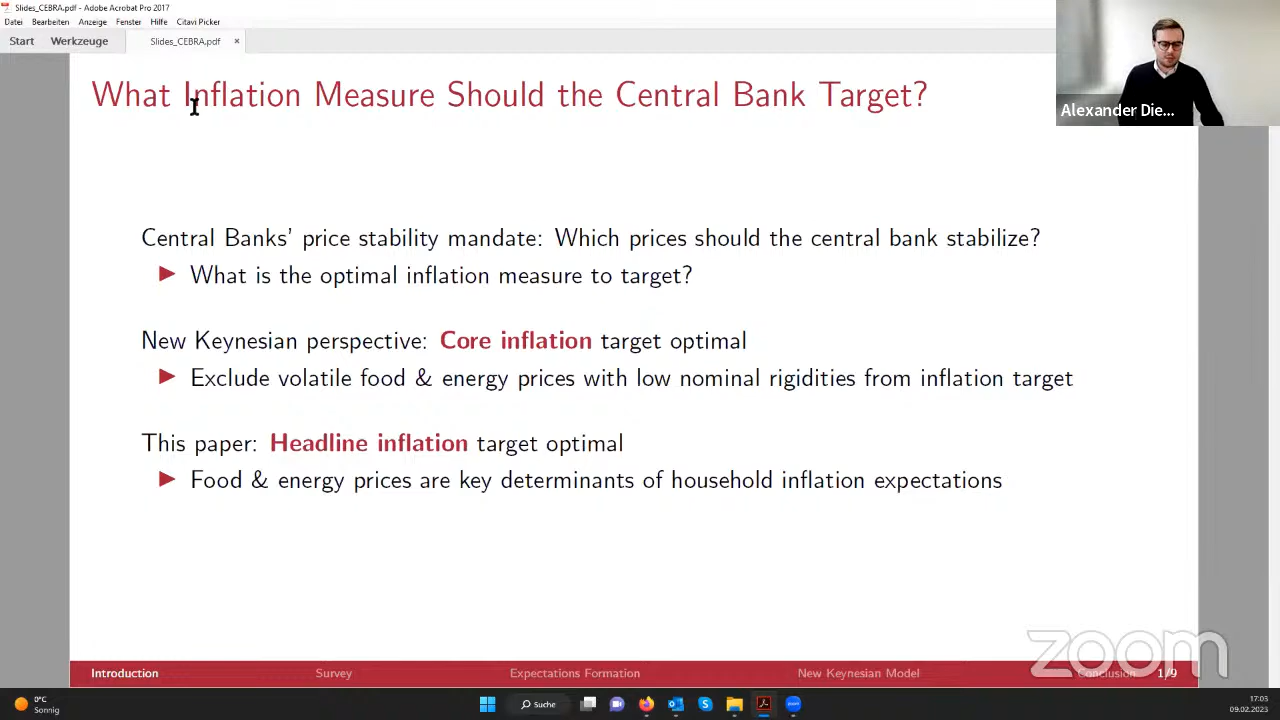 Slides_CEBRA.pdf - Adobe Acrobat Pro 2017
Datei Bearbeiten Anzeige Fenster Hilfe Citavi Picker
Start Werkzeuge Slides_CEBRA.pdf ×
What Inflation Measure Should the Central Bank Target?
Alexander Die...
Central Banks' price stability mandate: Which prices should the central bank stabilize?
▶ What is the optimal inflation measure to target?
New Keynesian perspective: Core inflation target optimal
▶ Exclude volatile food & energy prices with low nominal rigidities from inflation target
This paper: Headline inflation target optimal
▶ Food & energy prices are key determinants of household inflation expectations
zoom
Introduction Survey Expectations Formation New Keynesian Model Conclusion 1/9
0°C
Sonnig
Suche
17:03
09.02.2023